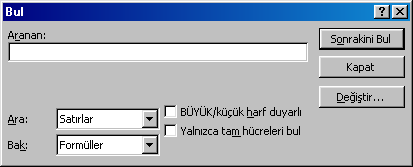 Bul
Aranan:
Sonrakini Bul
Kapat
Değiştir...
Ara: Satırlar
BÜYÜK/küçük harf duyarlı
Bak: Formüller
Yalnızca tam hücreleri bul